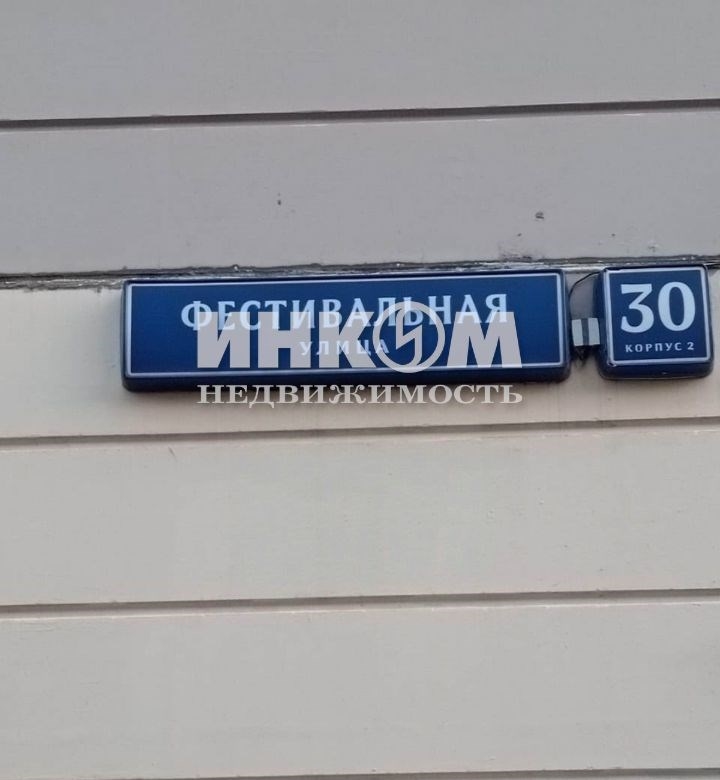 ФЕСТИВАЛЬНАЯ
УЛИЦА
30
КОРПУС 2
ИНКОМ
НЕДВИЖИМОСТЬ